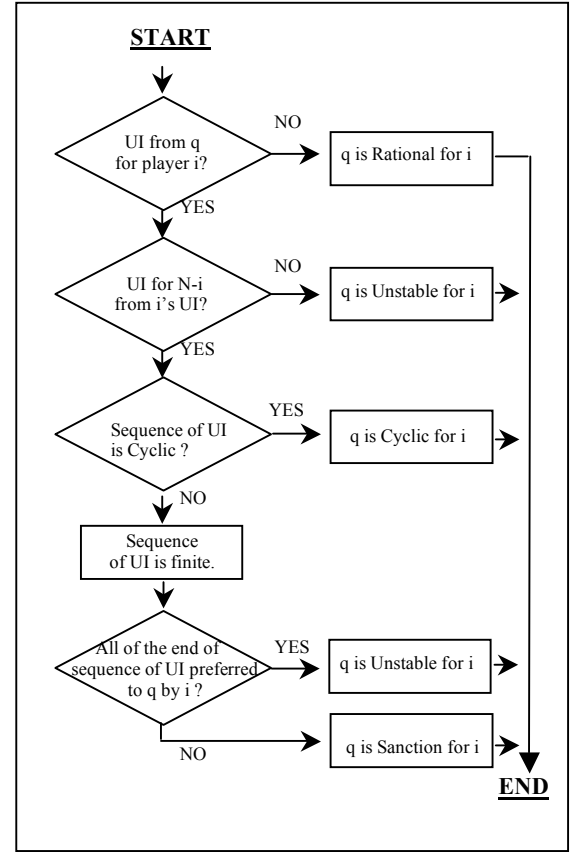 START
UI from q
for player i?
NO
q is Rational for i
YES
UI for N-i
from i's UI?
NO
q is Unstable for i
YES
Sequence of UI
is Cyclic ?
YES
q is Cyclic for i
NO
Sequence
of UI is finite.
All of the end of
sequence of UI preferred
to q by i ?
YES
q is Unstable for i
NO
q is Sanction for i
END